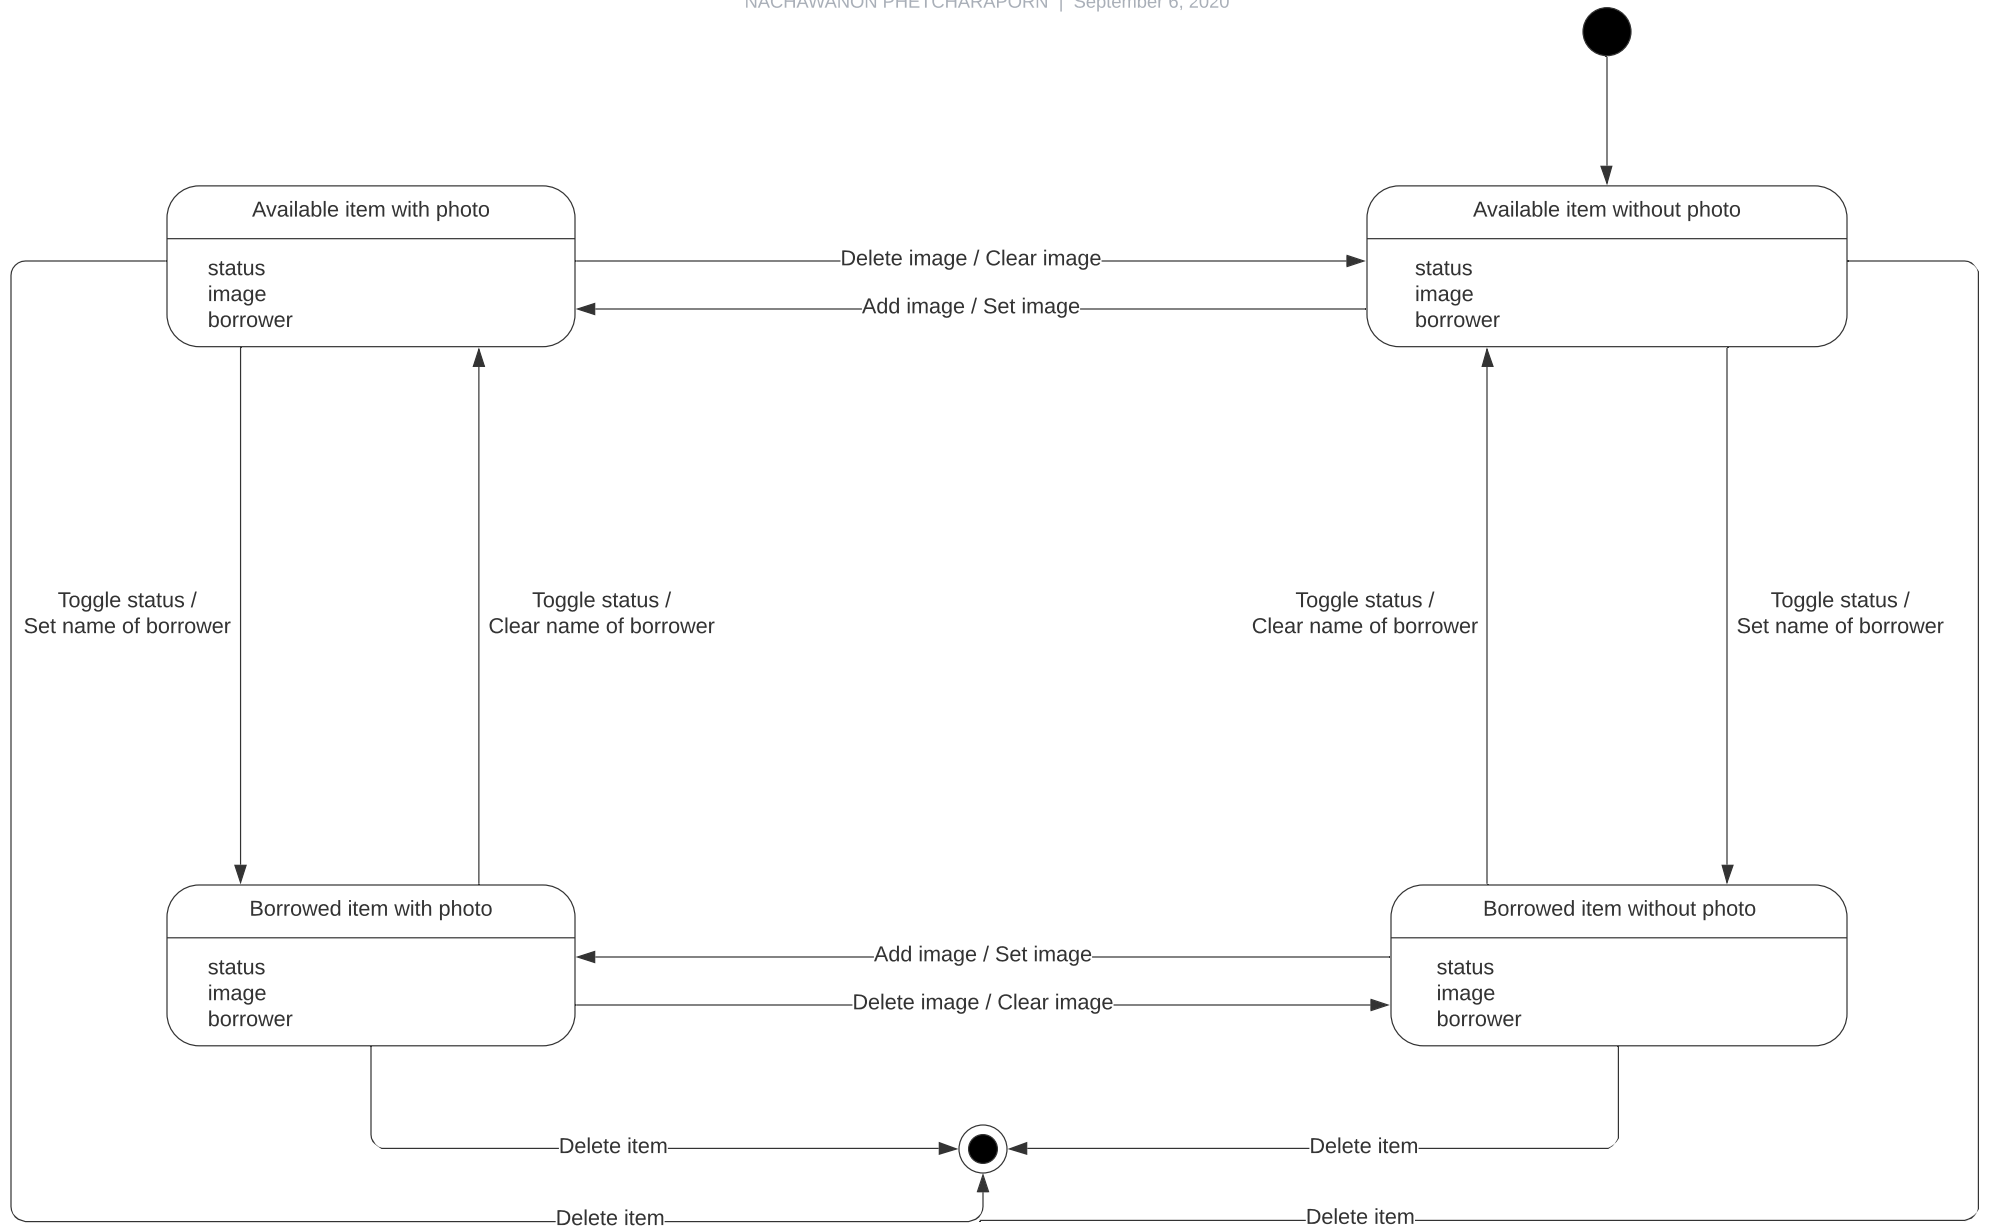 NACHAWANON PHETCHARAPORN | September 6, 2020
Available item with photo
status
image
borrower
Available item without photo
status
image
borrower
Delete image / Clear image
Add image / Set image
Toggle status /
Set name of borrower
Toggle status /
Clear name of borrower
Toggle status /
Clear name of borrower
Toggle status /
Set name of borrower
Borrowed item with photo
status
image
borrower
Borrowed item without photo
status
image
borrower
Add image / Set image
Delete image / Clear image
Delete item
Delete item
Delete item
Delete item